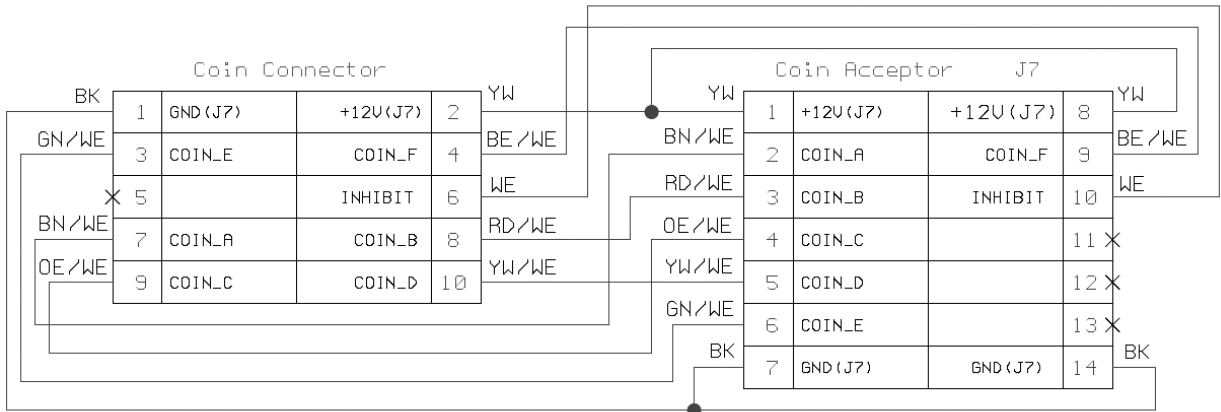 Coin Connector
BK 1 GND(J7) +12V(J7) 2 YW
GN/WE 3 COIN_E COIN_F 4 BE/WE
5 INHIBIT 6 WE
BN/WE 7 COIN_A COIN_B 8 RD/WE
OE/WE 9 COIN_C COIN_D 10 YW/WE
Coin Acceptor J7
YW 1 +12V(J7) +12V(J7) 8 YW
BN/WE 2 COIN_A COIN_F 9 BE/WE
RD/WE 3 COIN_B INHIBIT 10 WE
OE/WE 4 COIN_C 11
YW/WE 5 COIN_D 12
GN/WE 6 COIN_E 13
BK 7 GND(J7) GND(J7) 14 BK